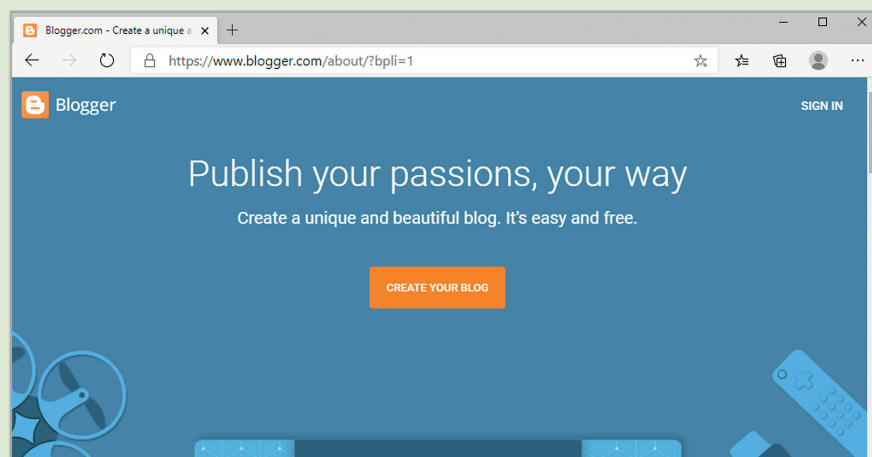 Blogger.com - Create a unique a
https://www.blogger.com/about/?bpli=1
Blogger
SIGN IN
Publish your passions, your way
Create a unique and beautiful blog. It's easy and free.
CREATE YOUR BLOG